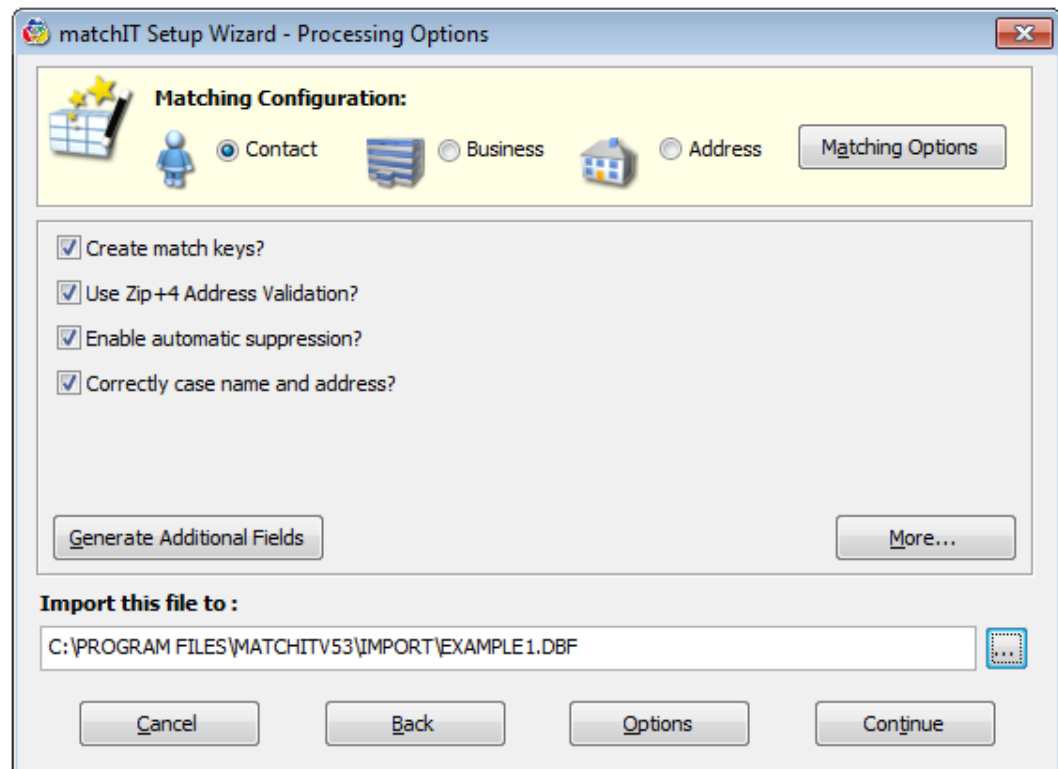 matchIT Setup Wizard - Processing Options
Matching Configuration:
Contact Business Address Matching Options
Create match keys?
Use Zip+4 Address Validation?
Enable automatic suppression?
Correctly case name and address?
Generate Additional Fields More...
Import this file to :
C:\PROGRAM FILES\MATCHITV53\IMPORT\EXAMPLE1.DBF ...
Cancel Back Options Continue